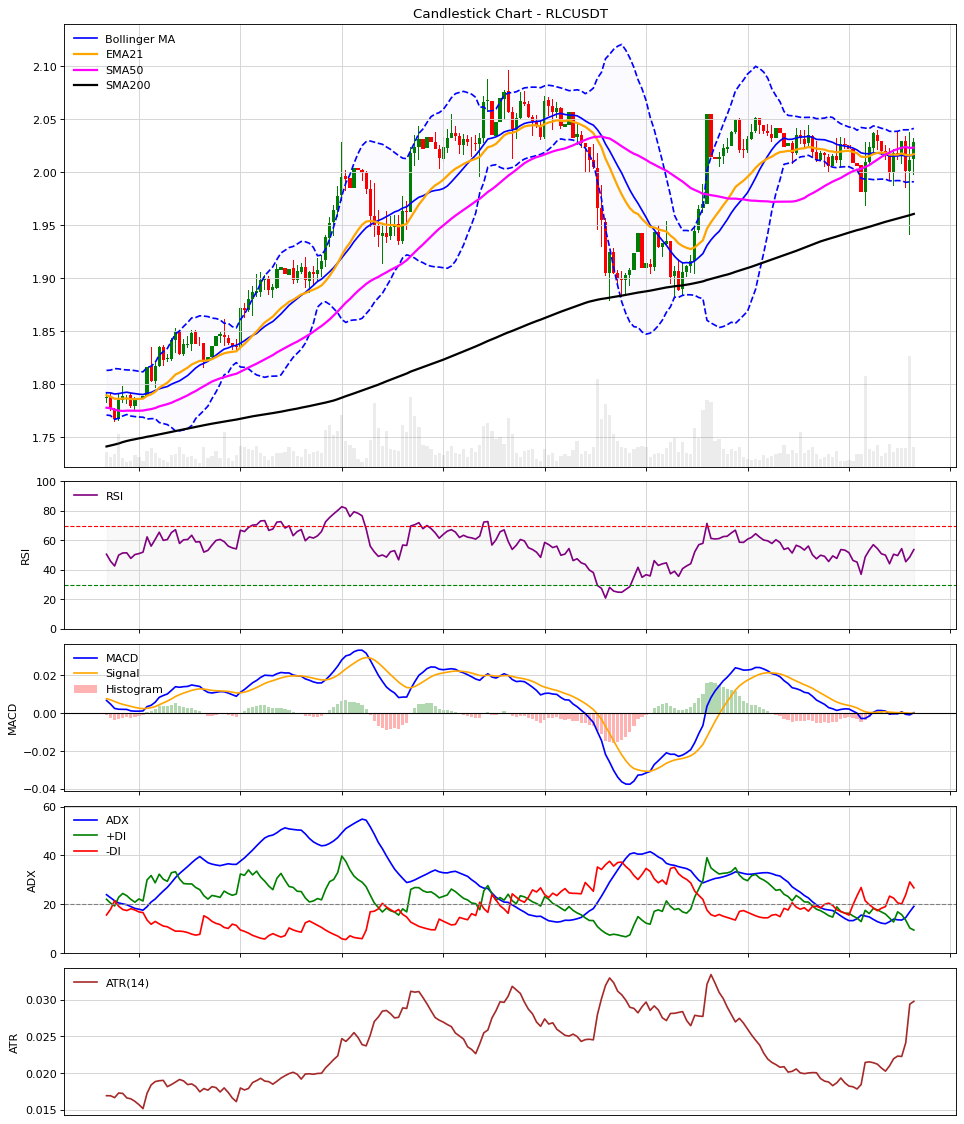 Candlestick Chart - RLCUSDT
Bollinger MA
EMA21
SMA50
SMA200
2.10
2.05
2.00
1.95
1.90
1.85
1.80
1.75
RSI
RSI
100
80
60
40
20
0
MACD
MACD
Signal
Histogram
0.02
0.00
−0.02
−0.04
ADX
ADX
+DI
-DI
60
40
20
0
ATR
ATR(14)
0.030
0.025
0.020
0.015